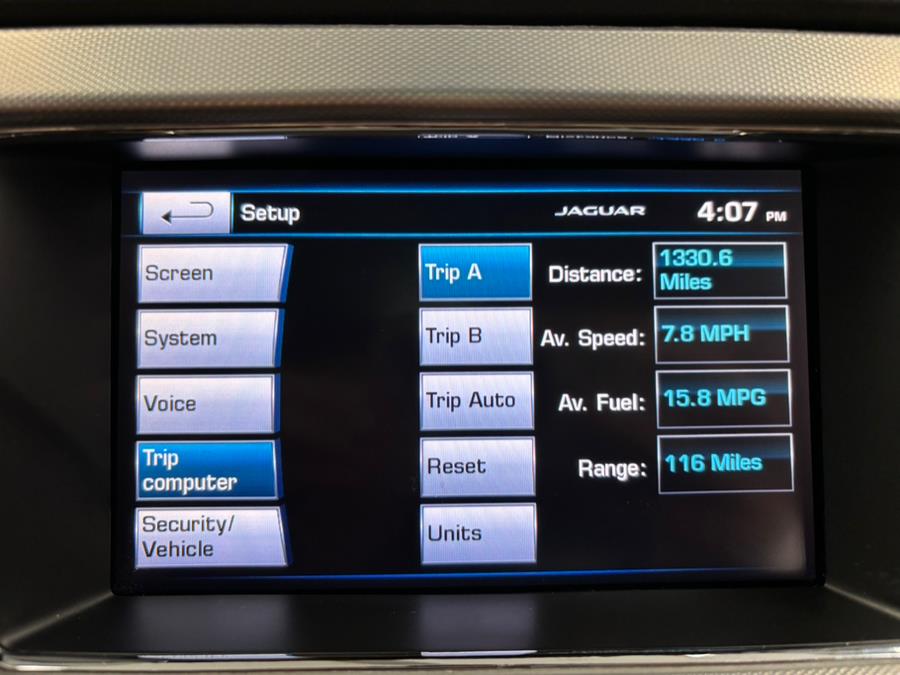 Setup
JAGUAR
4:07 PM
Screen
System
Voice
Trip
computer
Security/
Vehicle
Trip A
Trip B
Trip Auto
Reset
Units
Distance: 1330.6
Miles
Av. Speed: 7.8 MPH
Av. Fuel: 15.8 MPG
Range: 116 Miles